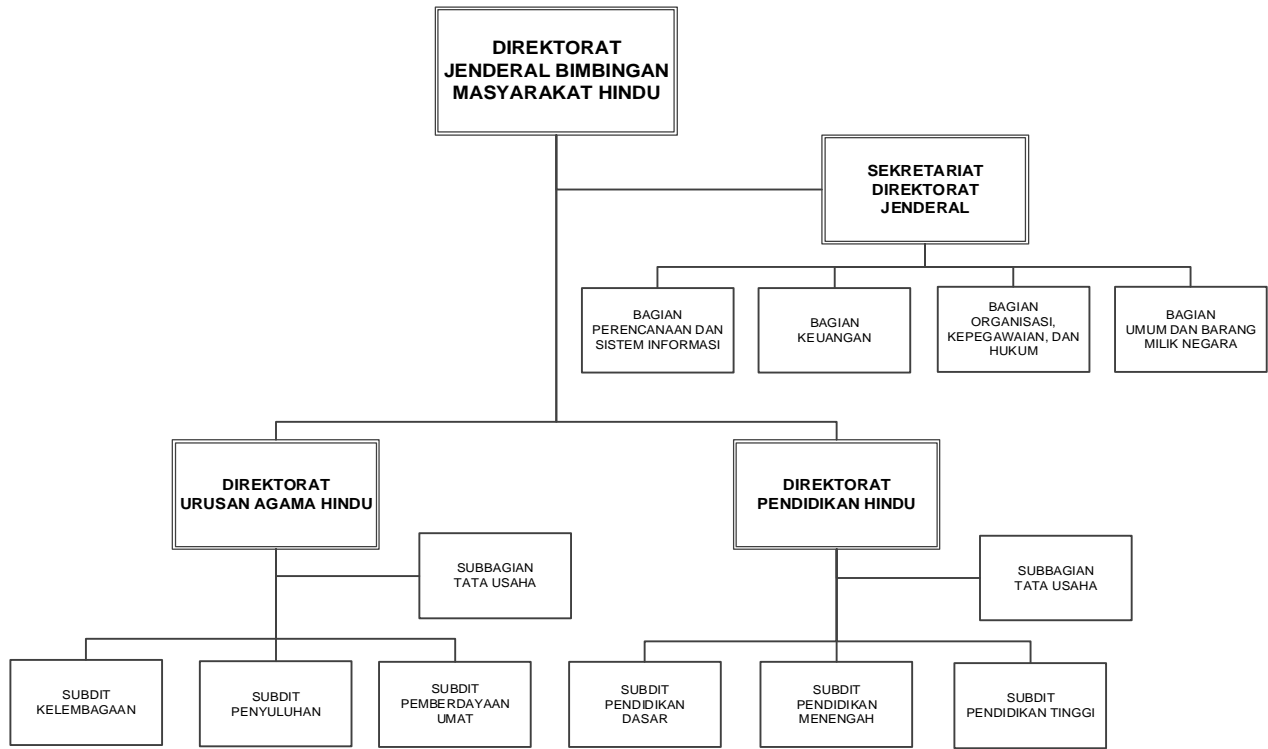 DIREKTORAT
JENDERAL BIMBINGAN
MASYARAKAT HINDU
SEKRETARIAT
DIREKTORAT
JENDERAL
BAGIAN
PERENCANAAN DAN
SISTEM INFORMASI
BAGIAN
KEUANGAN
BAGIAN
ORGANISASI,
KEPEGAWAIAN, DAN
HUKUM
BAGIAN
UMUM DAN BARANG
MILIK NEGARA
DIREKTORAT
URUSAN AGAMA HINDU
DIREKTORAT
PENDIDIKAN HINDU
SUBBAGIAN
TATA USAHA
SUBBAGIAN
TATA USAHA
SUBDIT
KELEMBAGAAN
SUBDIT
PENYULUHAN
SUBDIT
PEMBERDAYAAN
UMAT
SUBDIT
PENDIDIKAN
DASAR
SUBDIT
PENDIDIKAN
MENENGAH
SUBDIT
PENDIDIKAN TINGGI